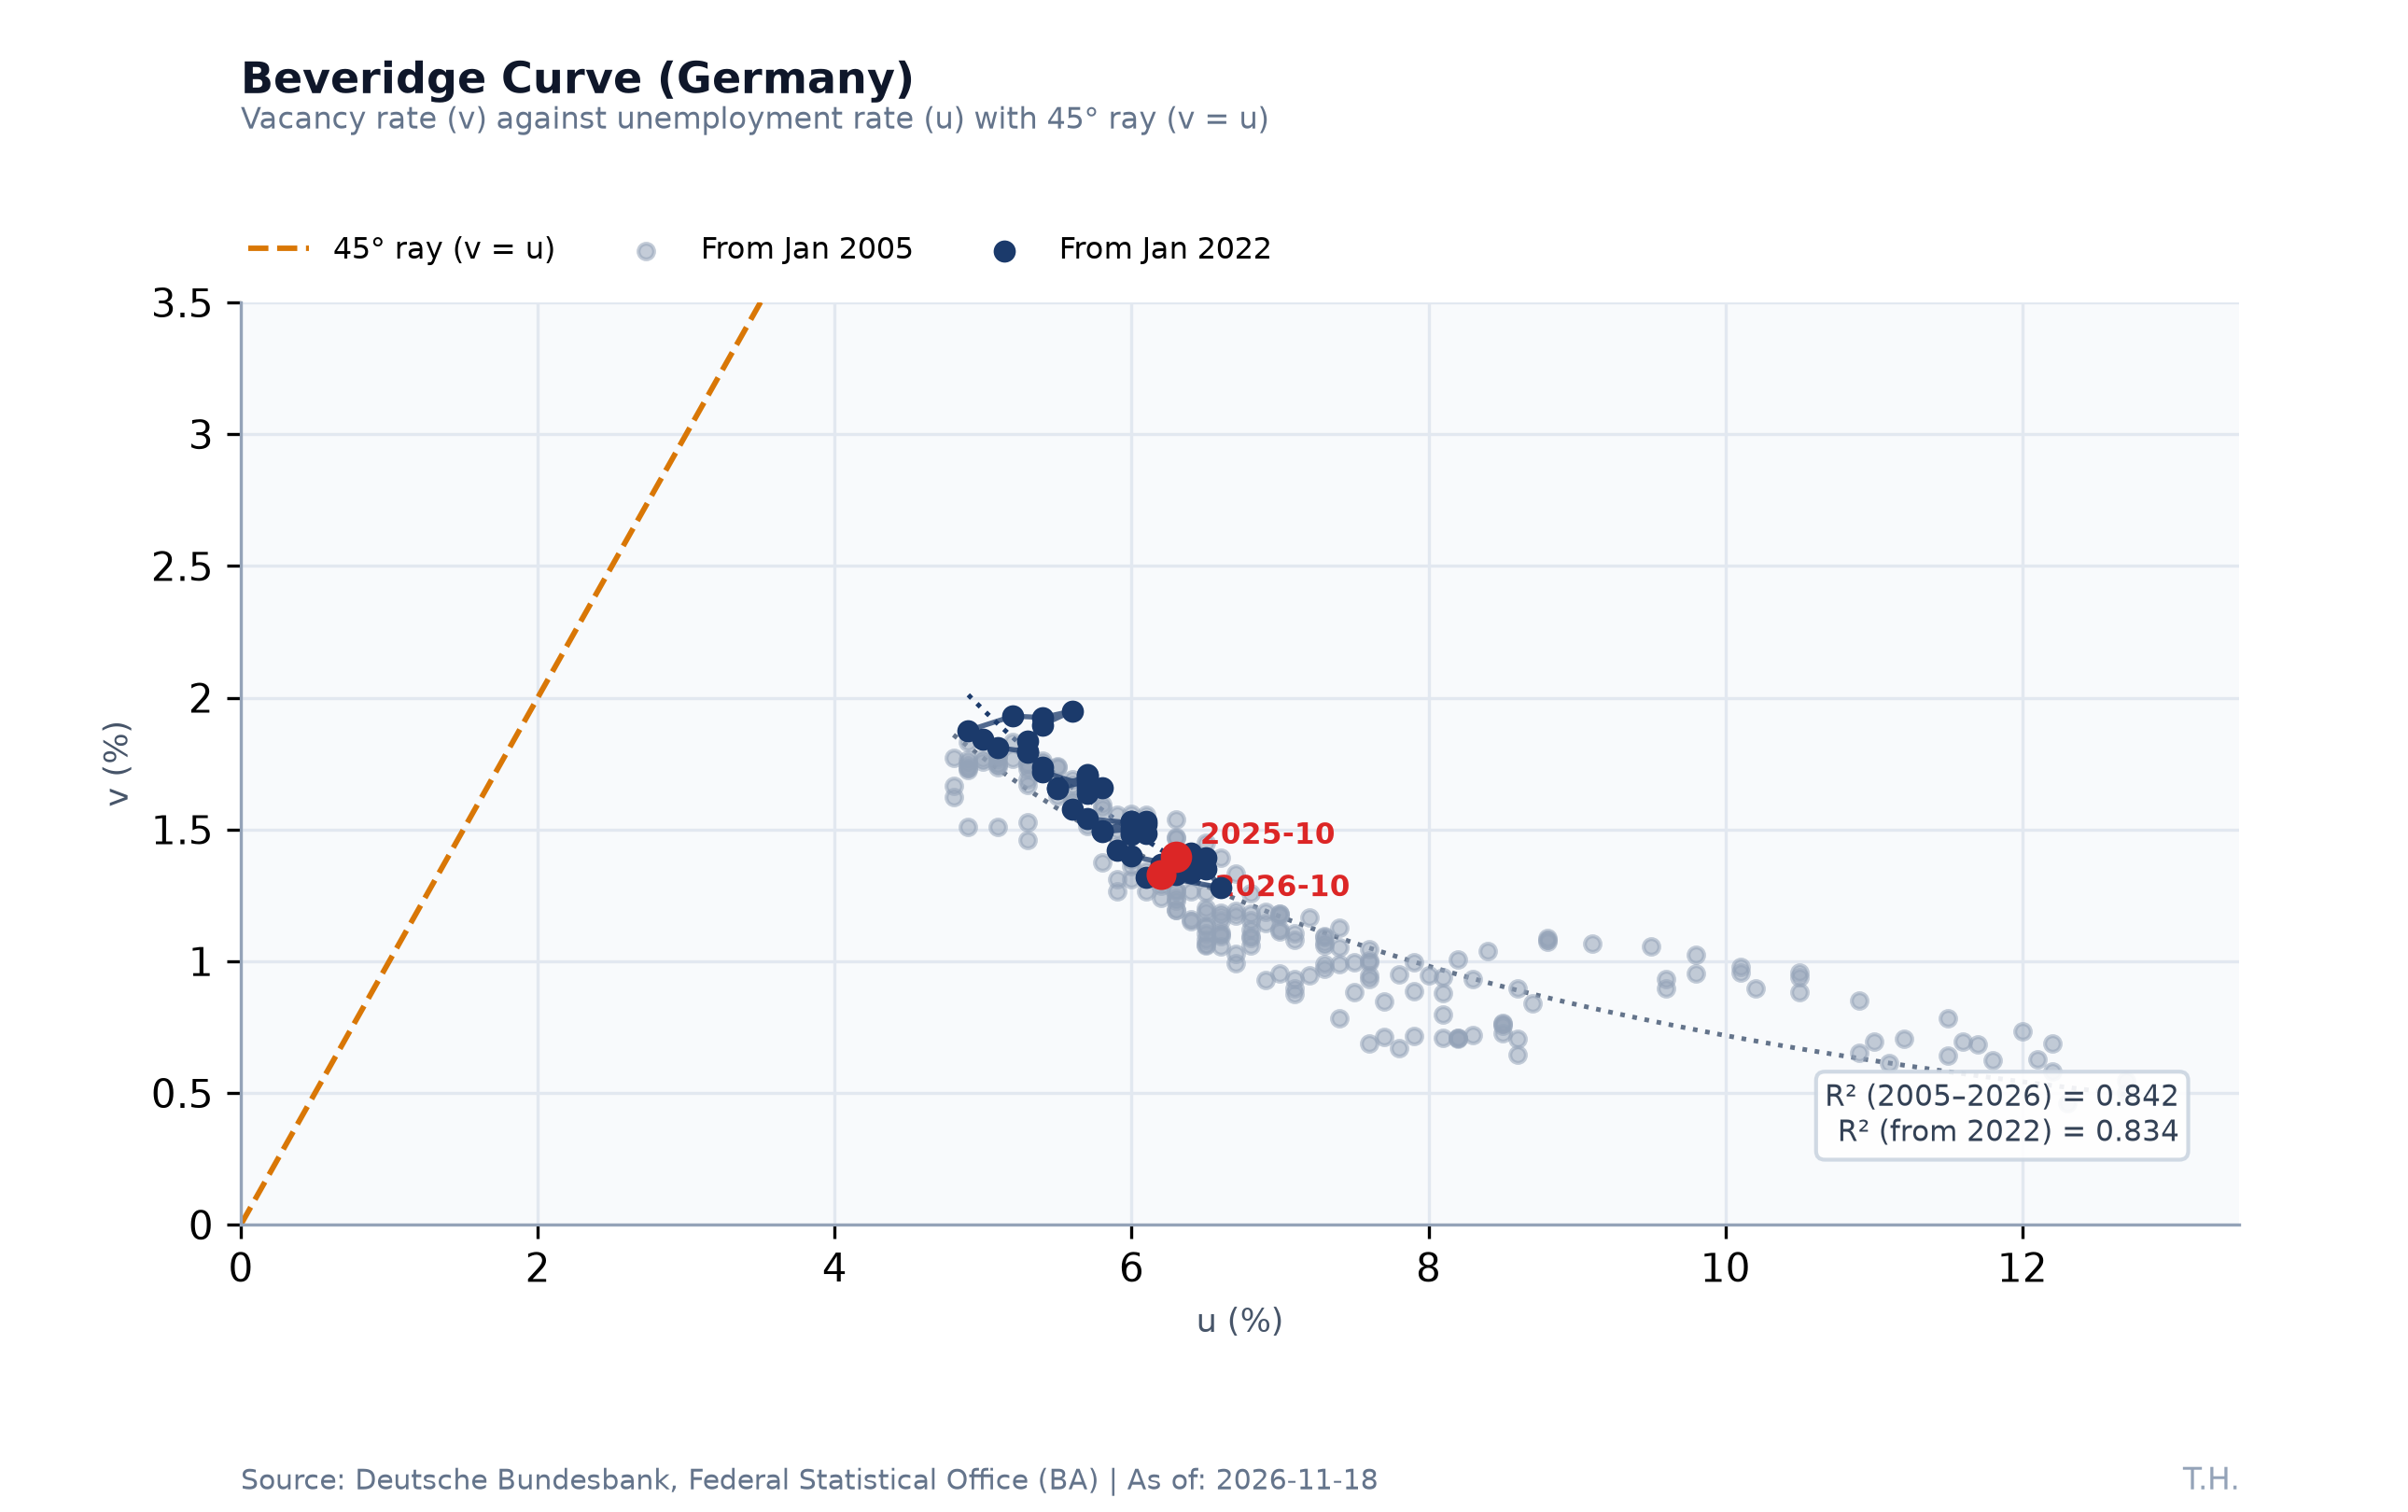 Beveridge Curve (Germany)
Vacancy rate (v) against unemployment rate (u) with 45° ray (v = u)
45° ray (v = u)
From Jan 2005
From Jan 2022
3.5
3
2.5
2
1.5
1
0.5
0
v (%)
2025-10
2026-10
R² (2005–2026) = 0.842
R² (from 2022) = 0.834
0 2 4 6 8 10 12
u (%)
Source: Deutsche Bundesbank, Federal Statistical Office (BA) | As of: 2026-11-18
T.H.